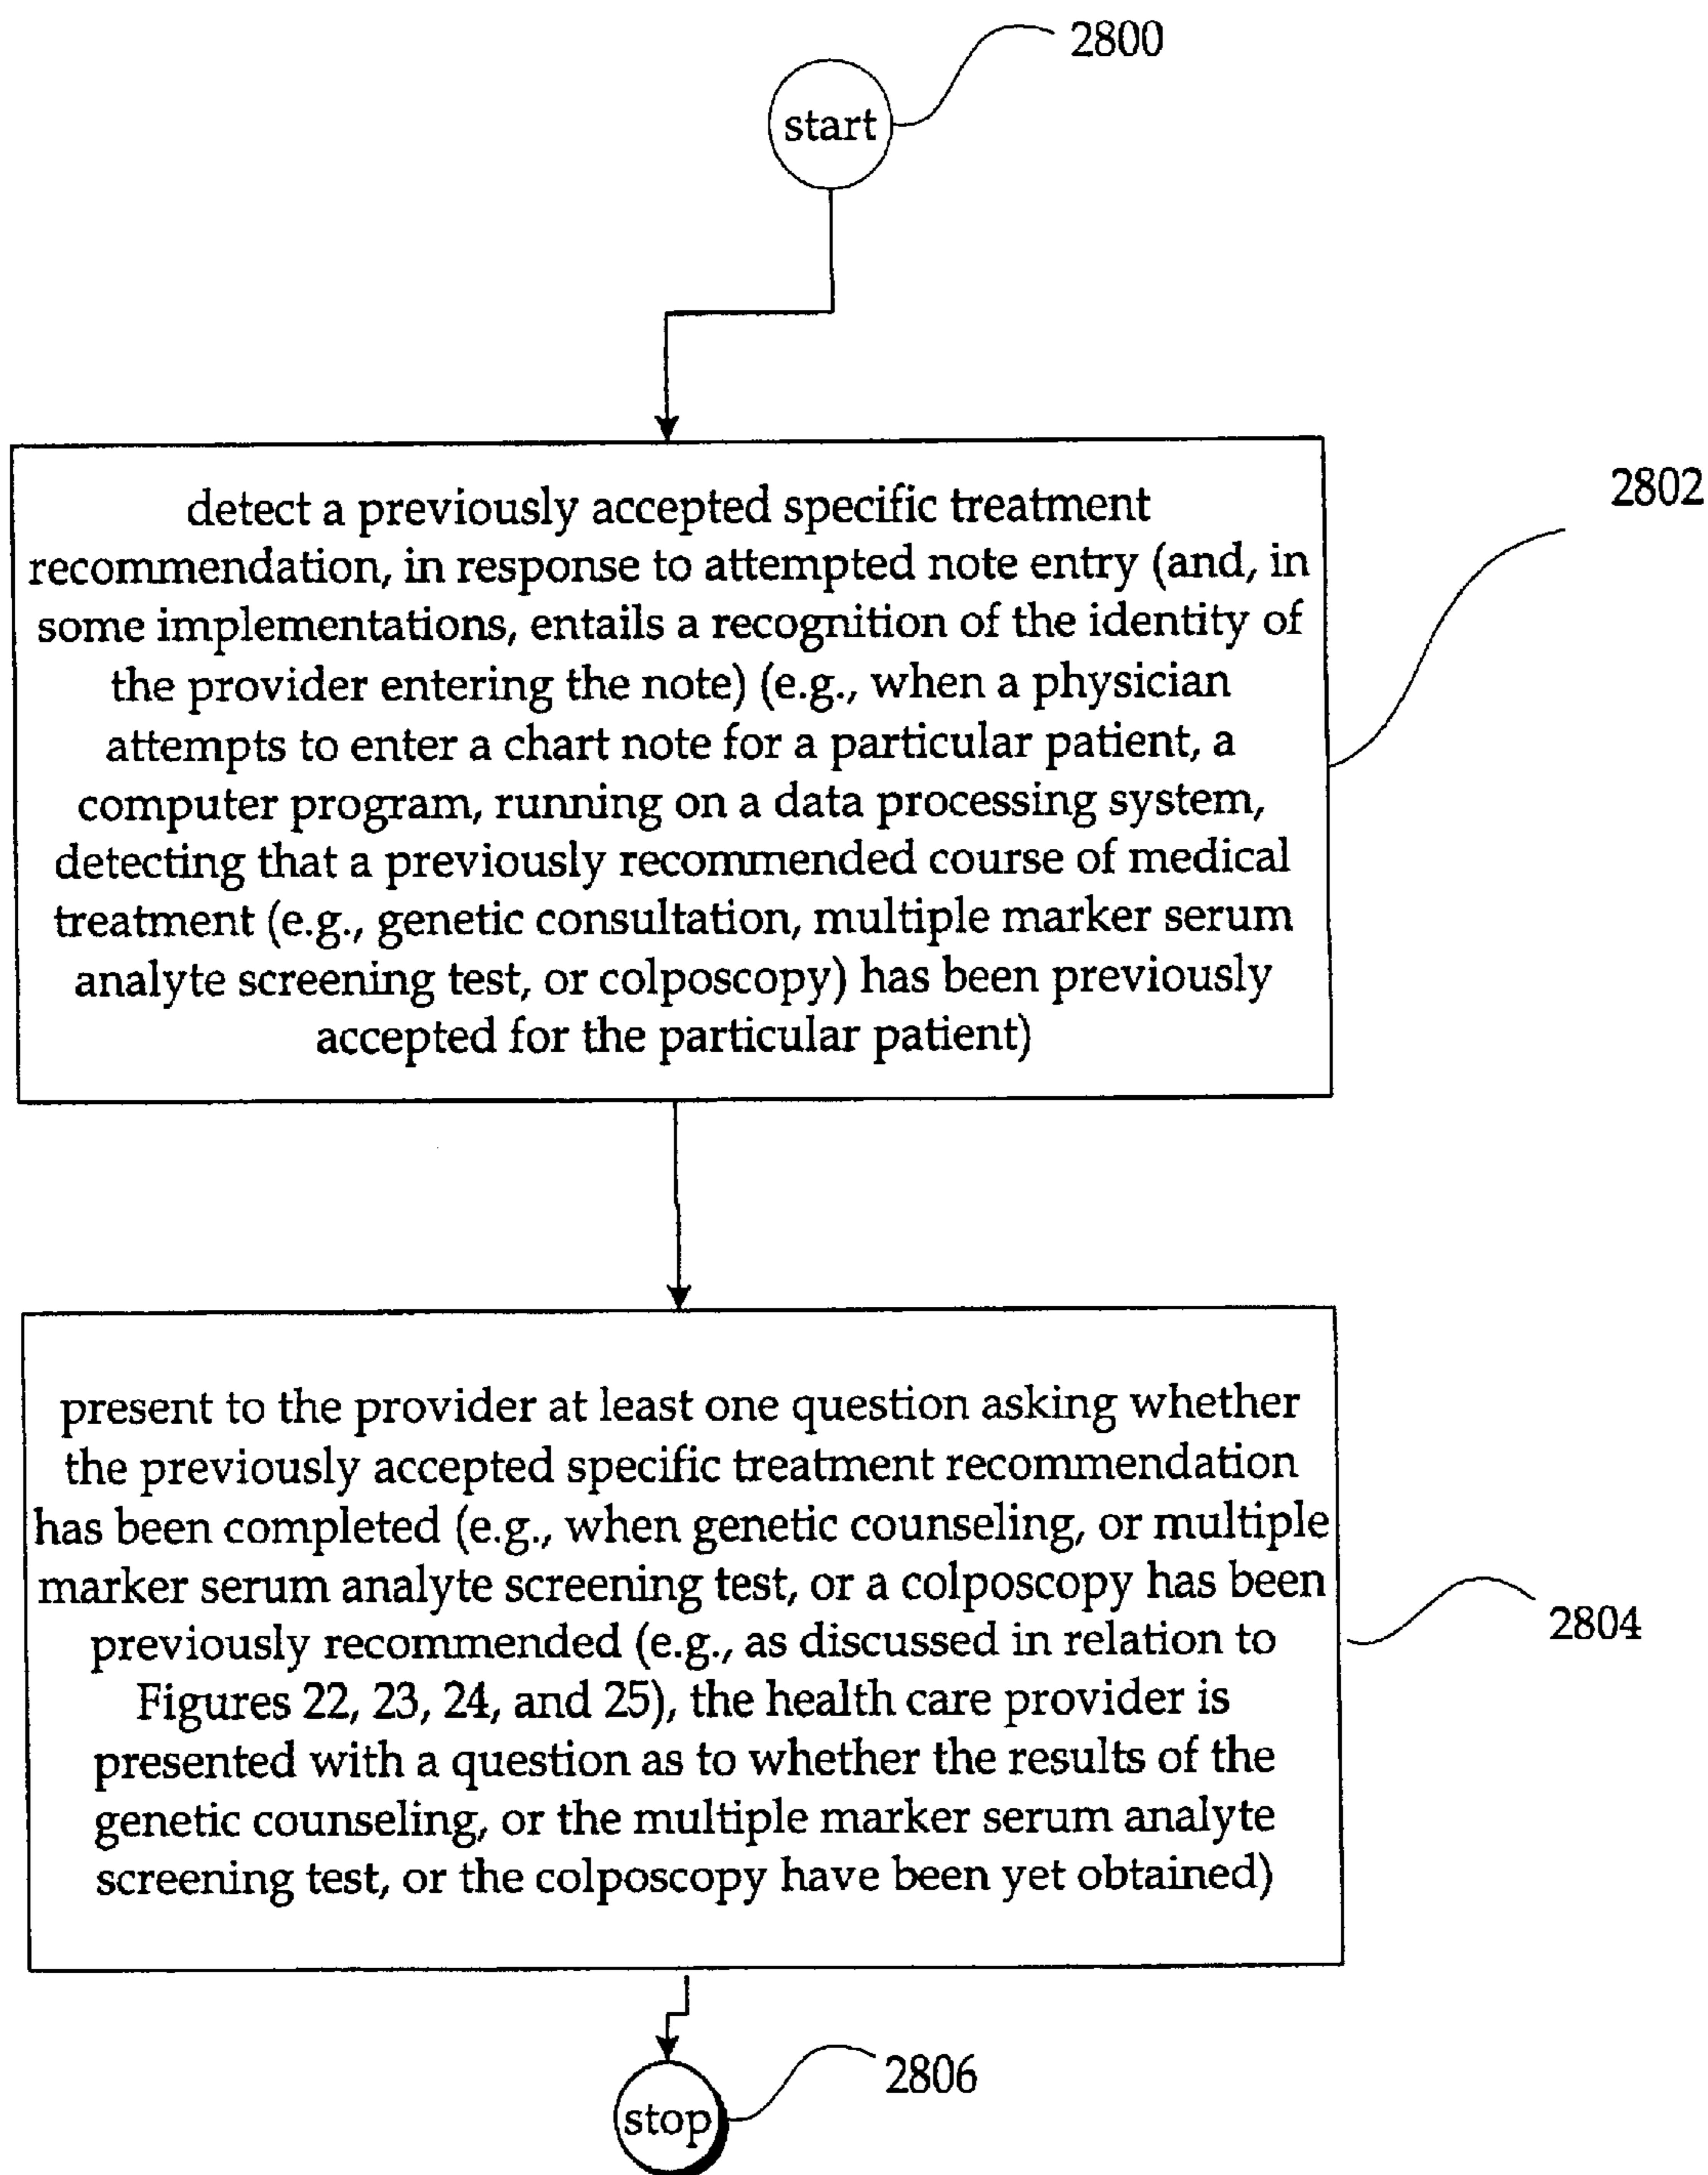 2800
start
2802
detect a previously accepted specific treatment
recommendation, in response to attempted note entry (and, in
some implementations, entails a recognition of the identity of
the provider entering the note) (e.g., when a physician
attempts to enter a chart note for a particular patient, a
computer program, running on a data processing system,
detecting that a previously recommended course of medical
treatment (e.g., genetic consultation, multiple marker serum
analyte screening test, or colposcopy) has been previously
accepted for the particular patient)
present to the provider at least one question asking whether
the previously accepted specific treatment recommendation
has been completed (e.g., when genetic counseling, or multiple
marker serum analyte screening test, or a colposcopy has been
previously recommended (e.g., as discussed in relation to
Figures 22, 23, 24, and 25), the health care provider is
presented with a question as to whether the results of the
genetic counseling, or the multiple marker serum analyte
screening test, or the colposcopy have been yet obtained)
2804
2806
stop